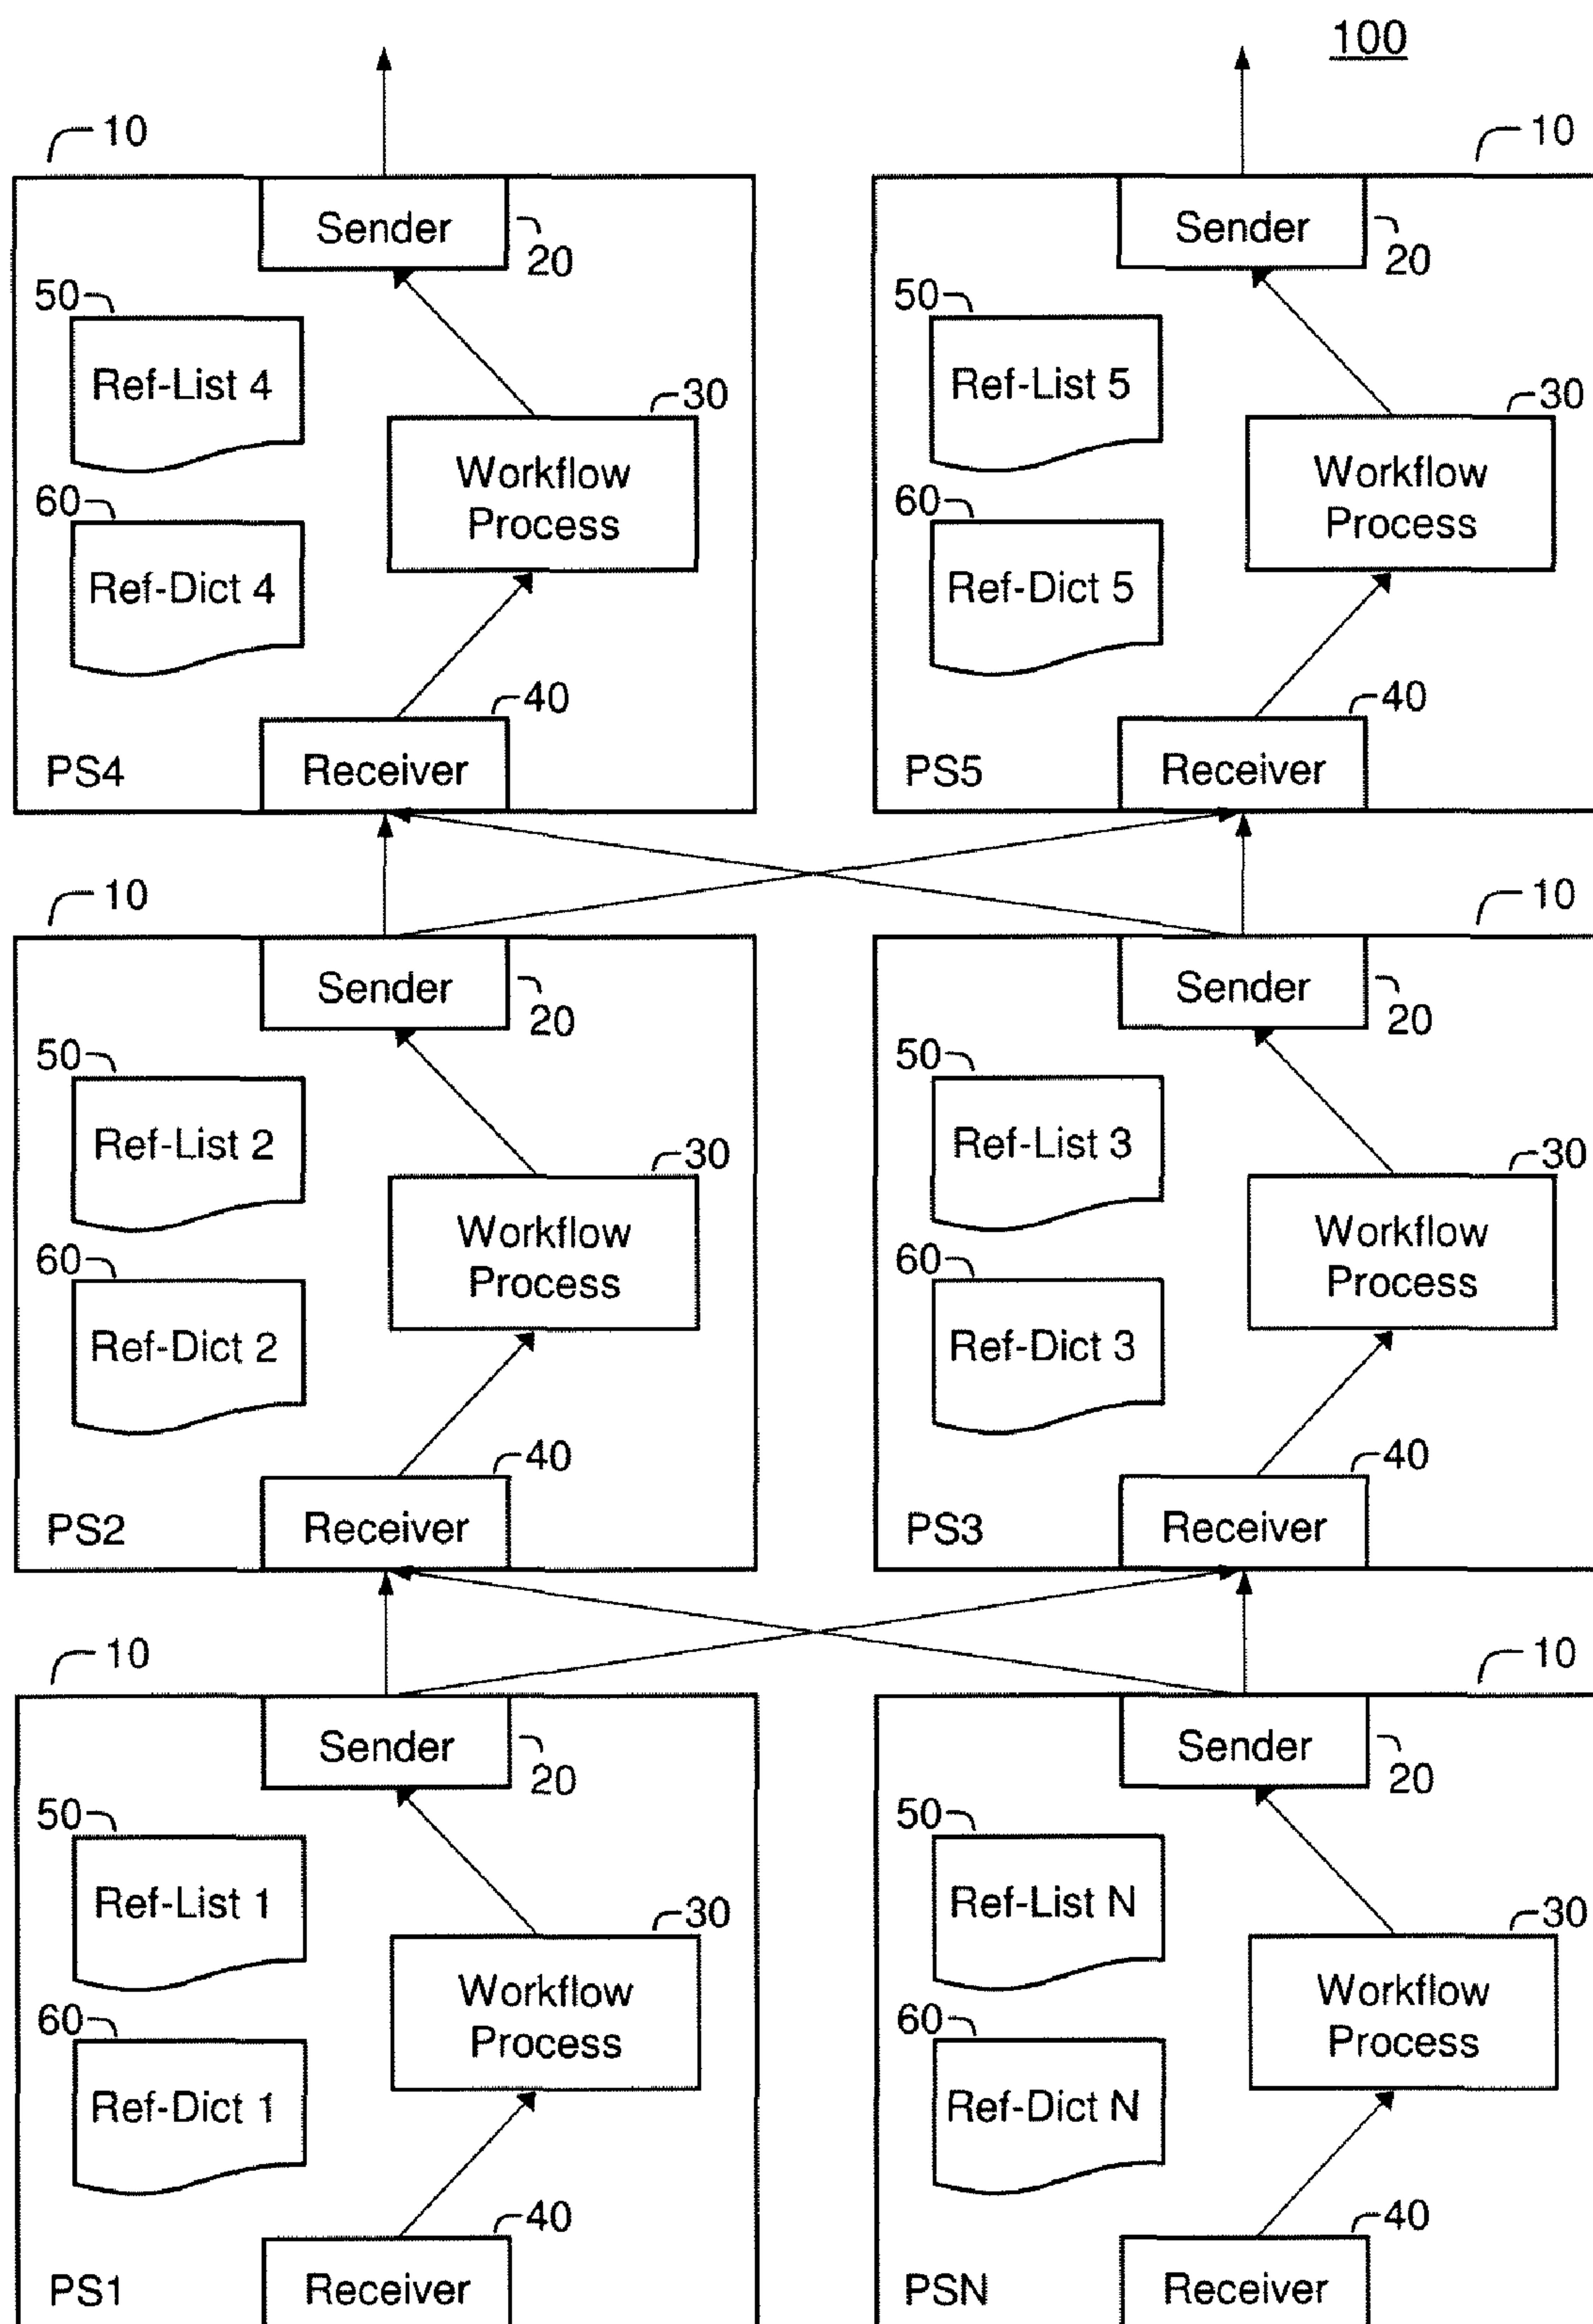 100
10
10
Sender
20
Sender
20
50
Ref-List 4
30
Workflow
Process
60
Ref-Dict 4
40
PS4
Receiver
50
Ref-List 5
30
Workflow
Process
60
Ref-Dict 5
40
PS5
Receiver
10
10
Sender
20
Sender
20
50
Ref-List 2
30
Workflow
Process
60
Ref-Dict 2
40
PS2
Receiver
50
Ref-List 3
30
Workflow
Process
60
Ref-Dict 3
40
PS3
Receiver
10
10
Sender
20
Sender
20
50
Ref-List 1
30
Workflow
Process
60
Ref-Dict 1
40
PS1
Receiver
50
Ref-List N
30
Workflow
Process
60
Ref-Dict N
40
PSN
Receiver